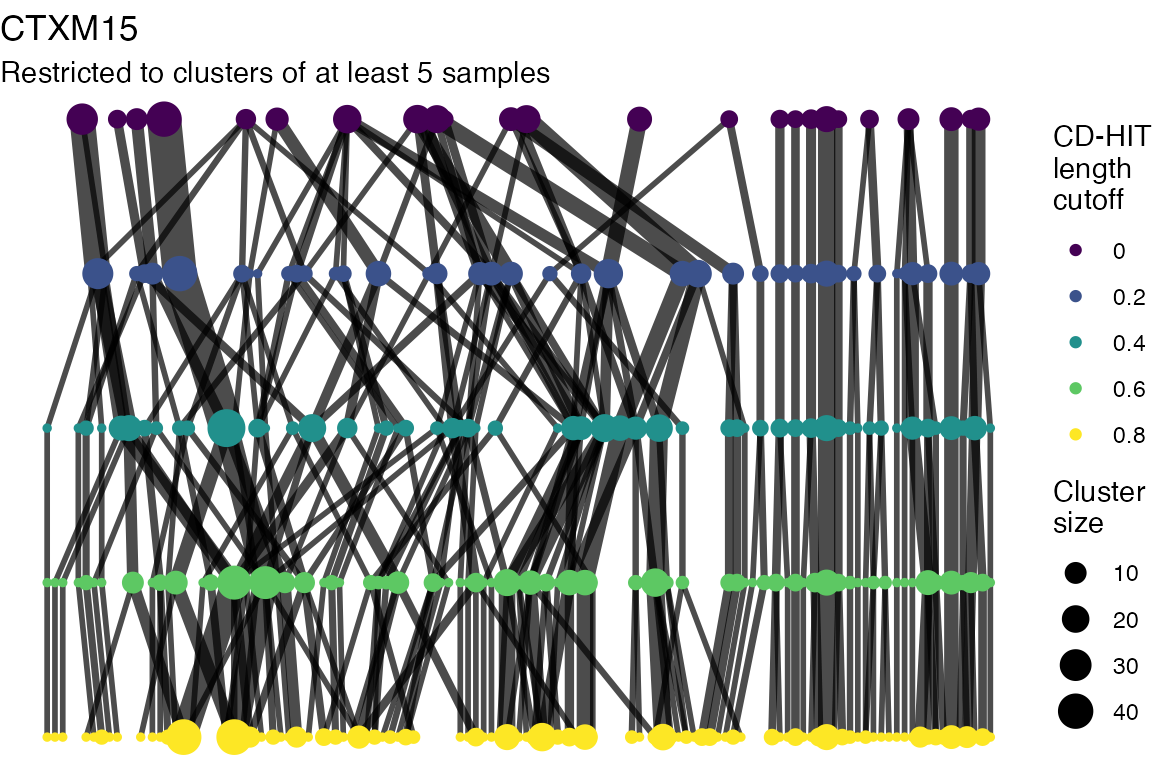 CTXM15
Restricted to clusters of at least 5 samples
CD-HIT
length
cutoff
0
0.2
0.4
0.6
0.8
Cluster
size
10
20
30
40